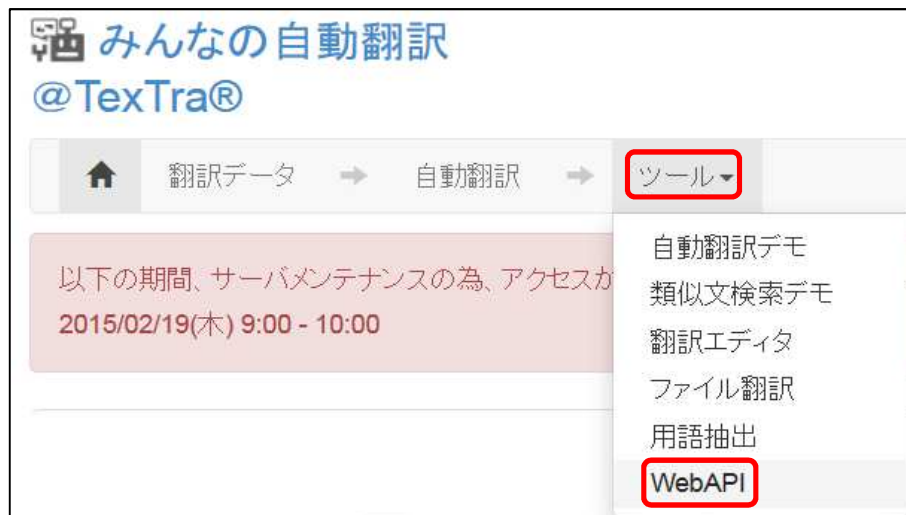 みんなの自動翻訳
@TexTra®
翻訳データ ➡ 自動翻訳 ➡ ツール
以下の期間、サーバメンテナンスの為、アクセスが
2015/02/19(木) 9:00 - 10:00
自動翻訳デモ
類似文検索デモ
翻訳エディタ
ファイル翻訳
用語抽出
WebAPI